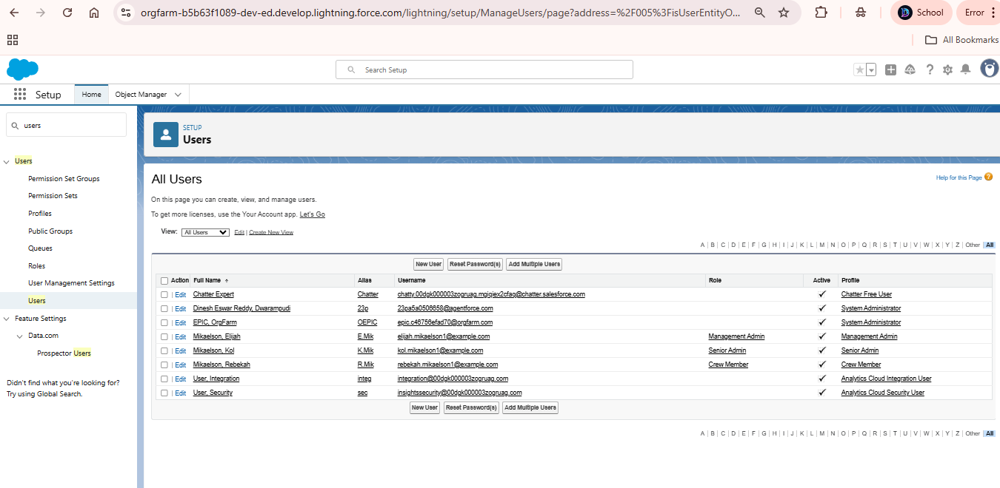 orgfarm-b5b63f1089-dev-ed.develop.lightning.force.com/lightning/setup/ManageUsers/page?address=%2F005%3FisUserEntityO...
School
Error
All Bookmarks
Search Setup
Setup
Home
Object Manager
users
Users
Permission Set Groups
Permission Sets
Profiles
Public Groups
Queues
Roles
User Management Settings
Users
Feature Settings
Data.com
Prospector Users
Didn't find what you're looking for?
Try using Global Search.
SETUP
Users
All Users
Help for this Page ?
On this page you can create, view, and manage users.
To get more licenses, use the Your Account app. Let's Go
View: All Users Edit | Create New View
A | B | C | D | E | F | G | H | I | J | K | L | M | N | O | P | Q | R | S | T | U | V | W | X | Y | Z | Other All
New User Reset Password(s) Add Multiple Users
Action Full Name ↑ Alias Username Role Active Profile
| Edit Chatter Expert Chatter chatty.00dgk000003zogruag.mgiqiex2cfaq@chatter.salesforce.com ✓ Chatter Free User
| Edit Dinesh Eswar Reddy, Dwarampudi 23p 23pa5a0506658@agentforce.com ✓ System Administrator
| Edit EPIC, OrgFarm OEPIC epic.c46756efad70@orgfarm.com ✓ System Administrator
| Edit Mikaelson, Elijah E.Mik elijah.mikaelson1@example.com Management Admin ✓ Management Admin
| Edit Mikaelson, Kol K.Mik kol.mikaelson1@example.com Senior Admin ✓ Senior Admin
| Edit Mikaelson, Rebekah R.Mik rebekah.mikaelson1@example.com Crew Member ✓ Crew Member
| Edit User, Integration integ integration@00dgk000003zogruag.com ✓ Analytics Cloud Integration User
| Edit User, Security sec insightssecurity@00dgk000003zogruag.com ✓ Analytics Cloud Security User
New User Reset Password(s) Add Multiple Users
A | B | C | D | E | F | G | H | I | J | K | L | M | N | O | P | Q | R | S | T | U | V | W | X | Y | Z | Other All